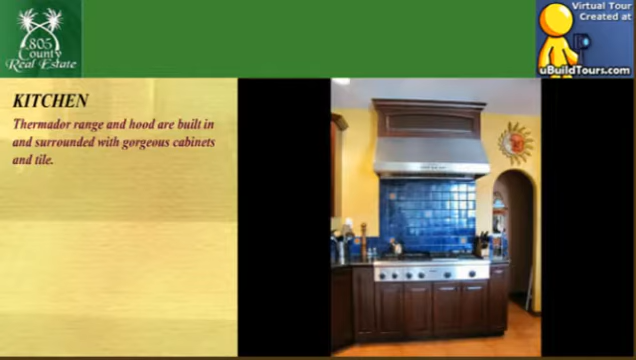 805
County
Real Estate
Virtual Tour
Created at
uBuildTours.com
KITCHEN
Thermador range and hood are built in
and surrounded with gorgeous cabinets
and tile.